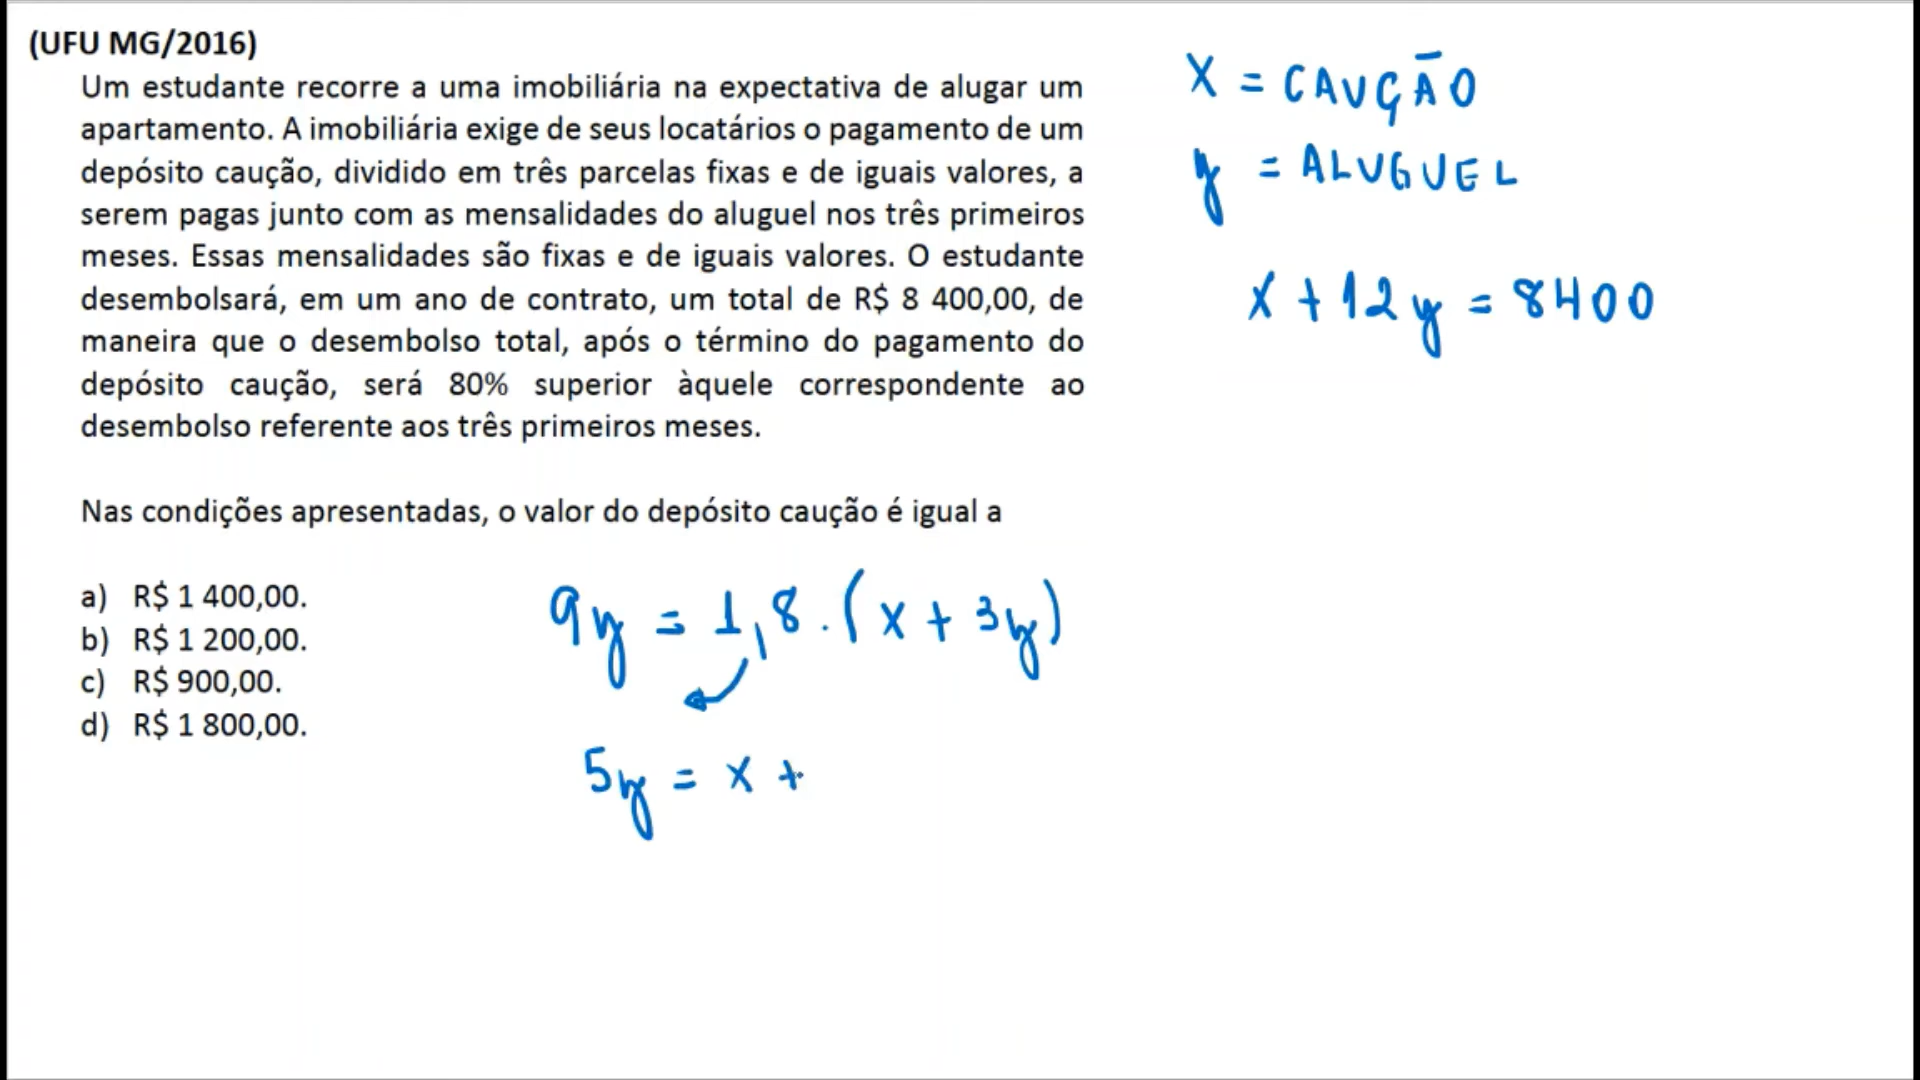 (UFU MG/2016)
Um estudante recorre a uma imobiliária na expectativa de alugar um
apartamento. A imobiliária exige de seus locatários o pagamento de um
depósito caução, dividido em três parcelas fixas e de iguais valores, a
serem pagas junto com as mensalidades do aluguel nos três primeiros
meses. Essas mensalidades são fixas e de iguais valores. O estudante
desembolsará, em um ano de contrato, um total de R$ 8 400,00, de
maneira que o desembolso total, após o término do pagamento do
depósito caução, será 80% superior àquele correspondente ao
desembolso referente aos três primeiros meses.
Nas condições apresentadas, o valor do depósito caução é igual a
a) R$ 1 400,00.
b) R$ 1 200,00.
c) R$ 900,00.
d) R$ 1 800,00.
9y = 1,8 . (x + 3y)
5y = x +
X = CAUÇÃO
y = ALUGUEL
x + 12y = 8400